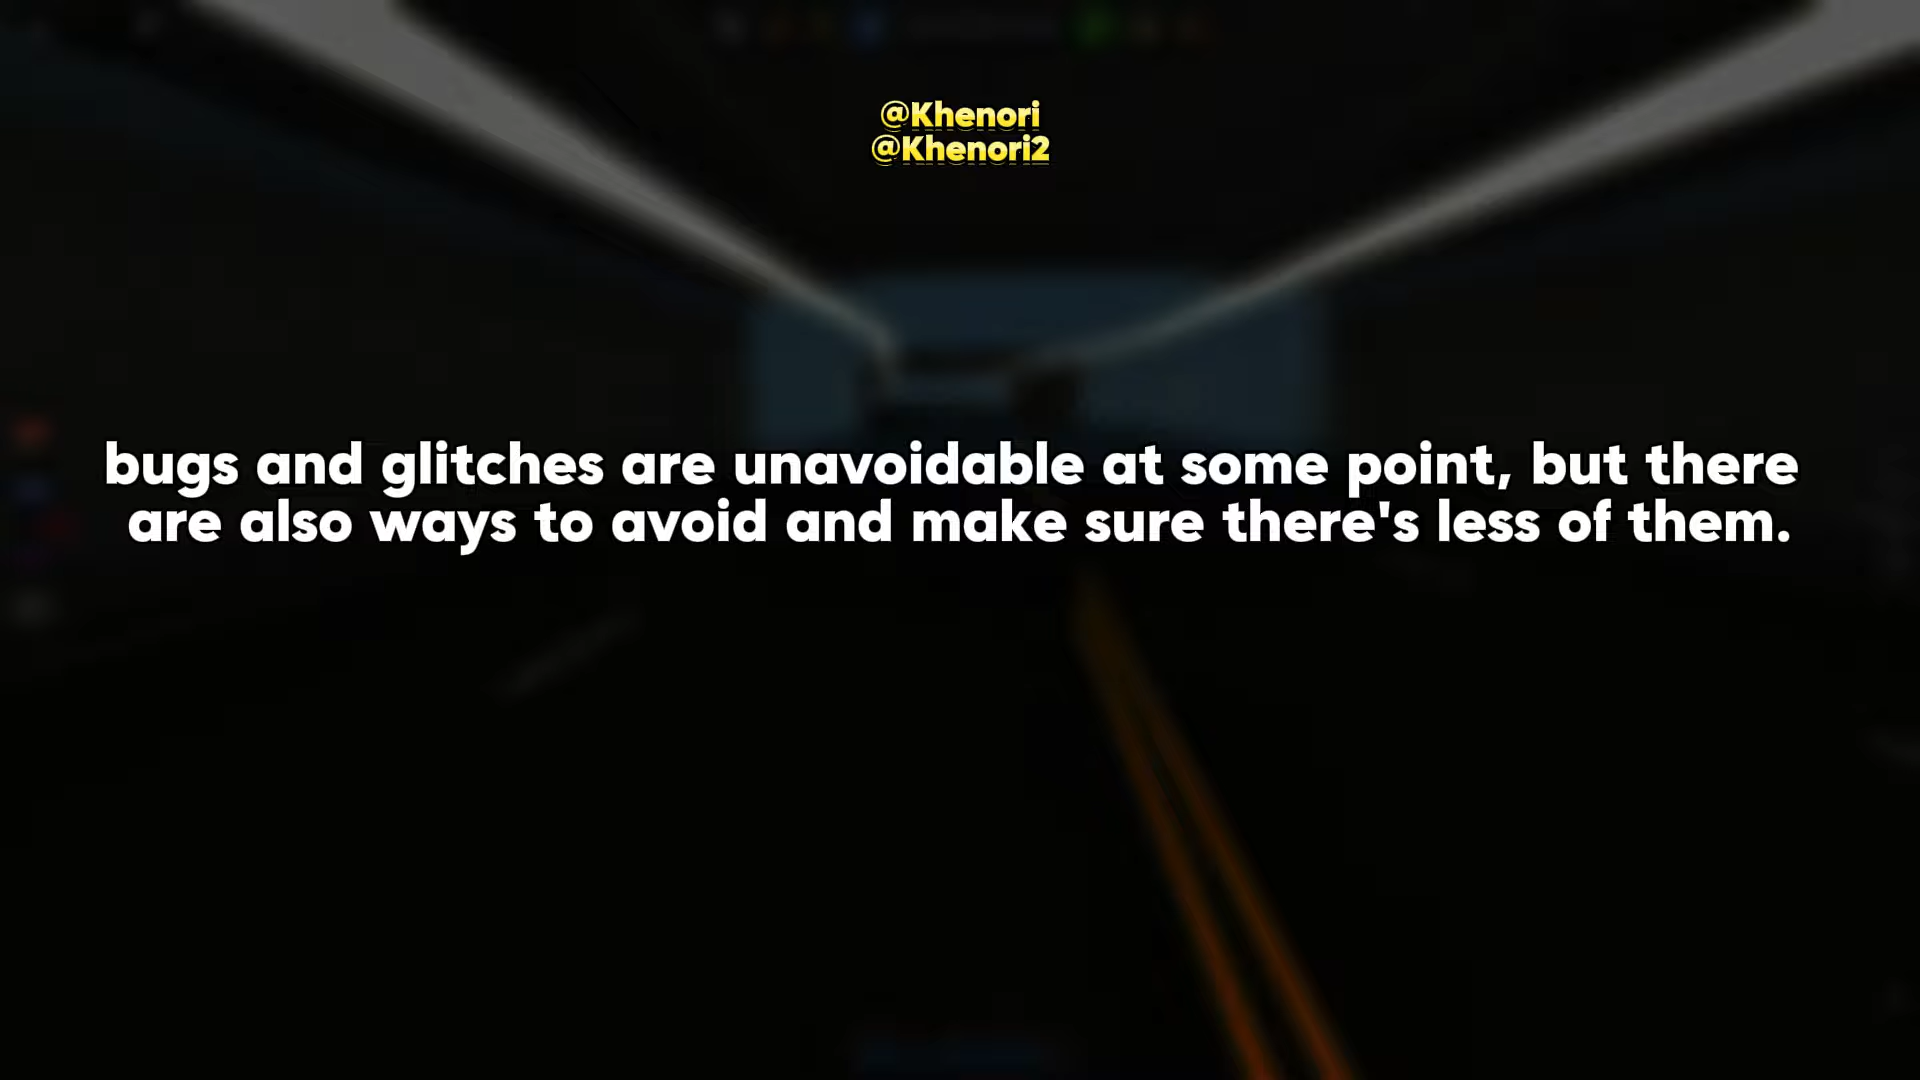 @Khenori
@Khenori2
bugs and glitches are unavoidable at some point, but there
are also ways to avoid and make sure there's less of them.